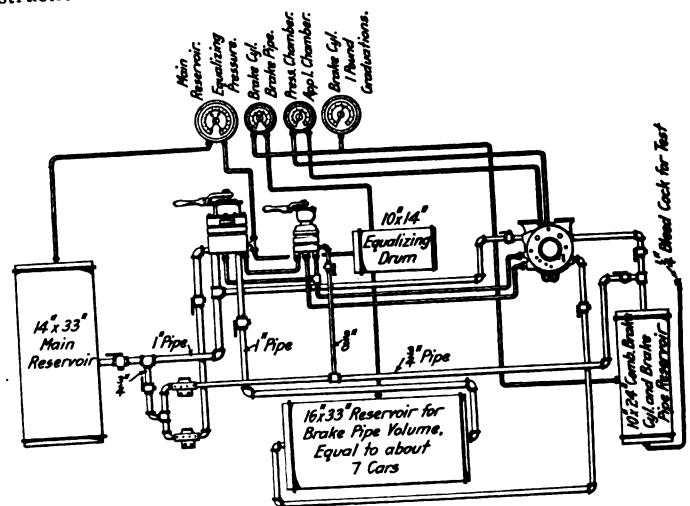 Main
Reservoir.
Equalizing
Pressure.
Brake Cyl.
Brake Pipe.
Press. Chamber.
Appl. Chamber.
Brake Cyl.
1 Pound
Graduations.
10"x14"
Equalizing
Drum
1" Bleed Cock for Test
14"x33"
Main
Reservoir
1" Pipe
1" Pipe
3/4"
3/8"
3/4" Pipe
16"x33" Reservoir for
Brake Pipe Volume,
Equal to about
7 Cars
10"x24" Comb. Brake
Cyl. and Brake
Pipe Reservoir